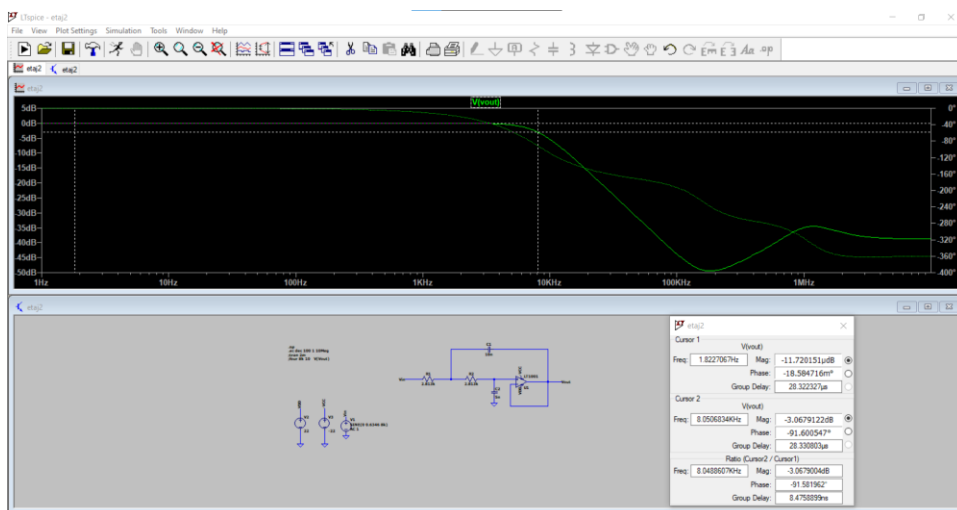 LTspice - etaj2
File View Plot Settings Simulation Tools Window Help
etaj2 etaj2
etaj2
V(vout)
5dB 0°
0dB -40°
-5dB -80°
-10dB -120°
-15dB -160°
-20dB -200°
-25dB -240°
-30dB -280°
-35dB -320°
-40dB -360°
-45dB -400°
-50dB
1Hz 10Hz 100Hz 1KHz 10KHz 100KHz 1MHz
etaj2
etaj2
Cursor 1
V(vout)
Freq: 1.8227067Hz Mag: -11.720151µdB
Phase: -18.584716m°
Group Delay: 28.322327µs
Cursor 2
V(vout)
Freq: 8.0506834KHz Mag: -3.0679122dB
Phase: -91.600547°
Group Delay: 28.330803µs
Ratio (Cursor2 / Cursor1)
Freq: 8.0488607KHz Mag: -3.0679004dB
Phase: -91.581962°
Group Delay: 8.4758899ns